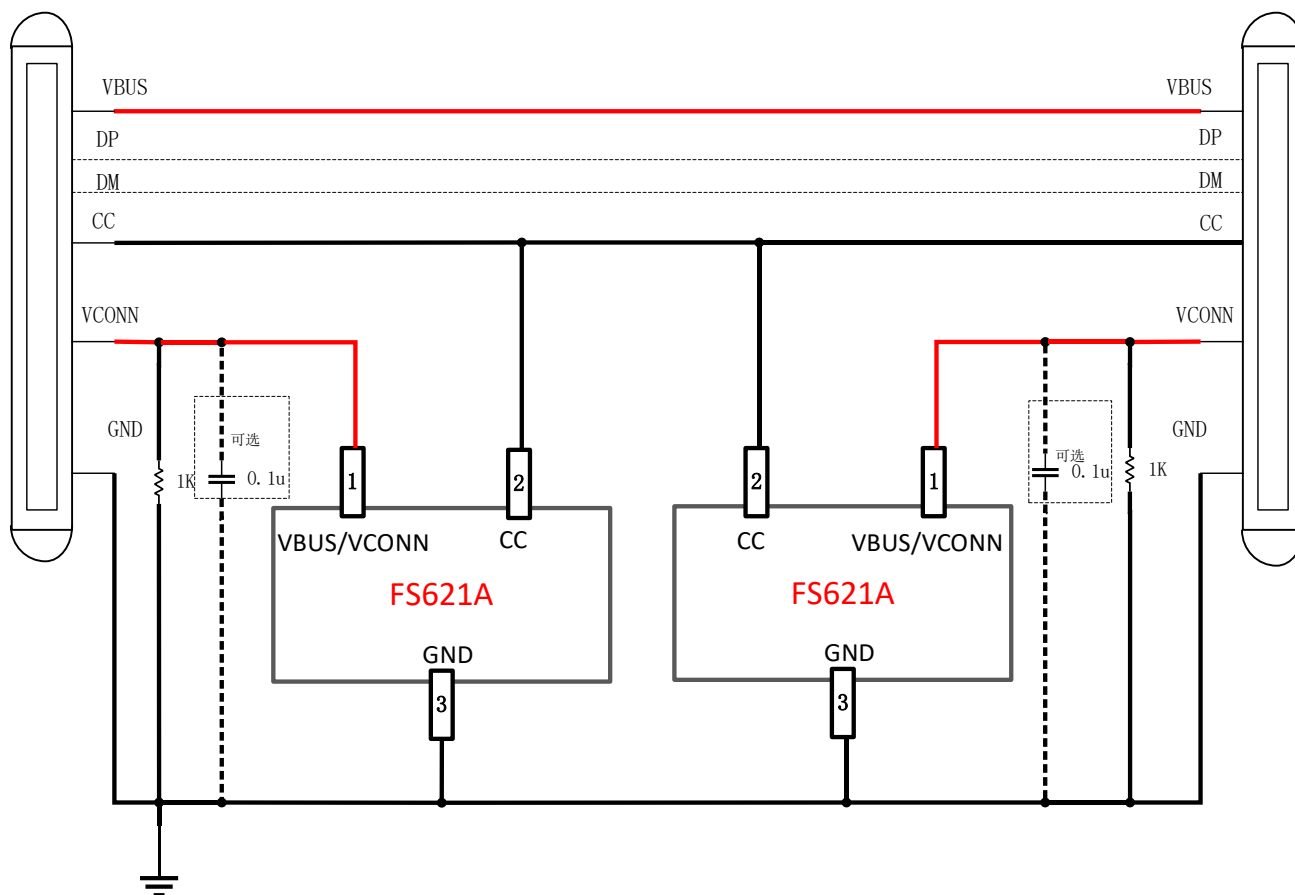 VBUS
VBUS
DP
DP
DM
DM
CC
CC
VCONN
VCONN
GND
GND
可选
可选
1K
0.1u
0.1u
1K
1
2
2
1
VBUS/VCONN
CC
CC
VBUS/VCONN
FS621A
FS621A
GND
GND
3
3